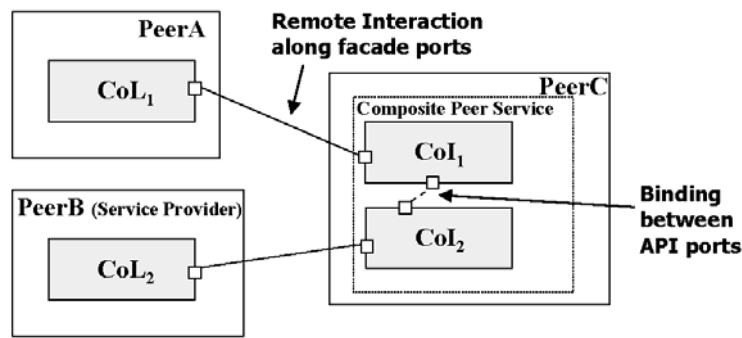 PeerA
CoL₁
Remote Interaction
along facade ports
PeerC
Composite Peer Service
CoI₁
PeerB (Service Provider)
CoL₂
CoI₂
Binding
between
API ports